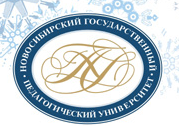 НОВОСИБИРСКИЙ ГОСУДАРСТВЕННЫЙ
ПЕДАГОГИЧЕСКИЙ УНИВЕРСИТЕТ